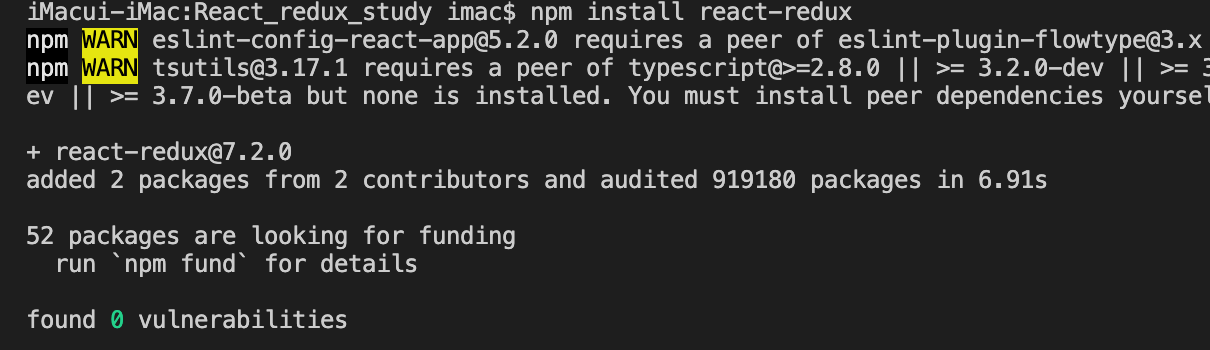 iMacui-iMac:React_redux_study imac$ npm install react-redux
npm WARN eslint-config-react-app@5.2.0 requires a peer of eslint-plugin-flowtype@3.x
npm WARN tsutils@3.17.1 requires a peer of typescript@>=2.8.0 || >= 3.2.0-dev || >= 3
ev || >= 3.7.0-beta but none is installed. You must install peer dependencies yoursel
+ react-redux@7.2.0
added 2 packages from 2 contributors and audited 919180 packages in 6.91s
52 packages are looking for funding
run `npm fund` for details
found 0 vulnerabilities